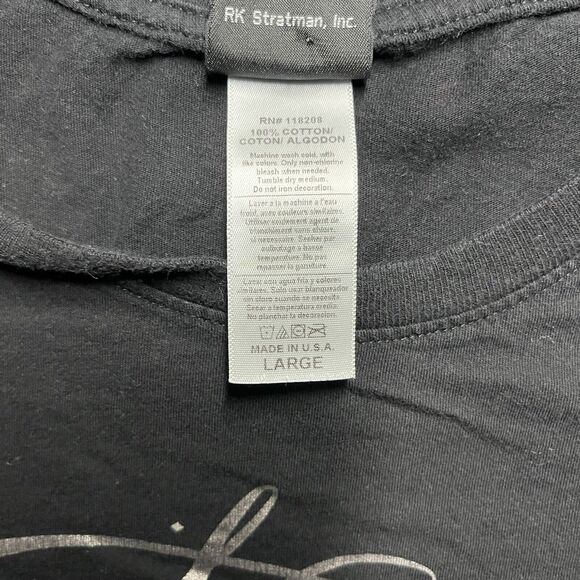 RK Stratman, Inc.
RN# 118208
100% COTTON/
COTON/ ALGODON
Machine wash cold, with
like colors. Only non-chlorine
bleach when needed.
Tumble dry medium.
Do not iron decoration.
Laver a la machine a l'eau
froid, avec couleurs similaires.
Utiliser seulement agent de
blanchiment sans chlore,
si necessaire. Secher par
culbutage a basse
temperature. No pas
repasser la garniture
Lavar con agua fria y colores
similares. Solo usar blanqueador
sin cloro cuando se necesite.
Secar a temperatura media.
No planchar la decoracion.
MADE IN U.S.A.
LARGE